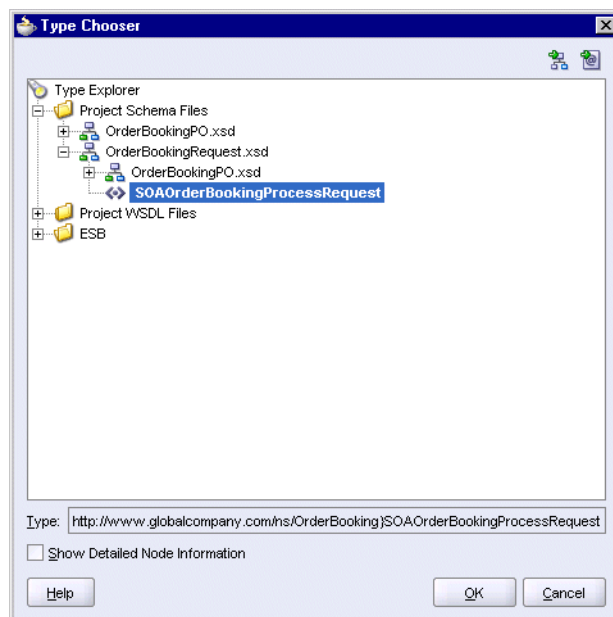 Type Chooser
Type Explorer
Project Schema Files
OrderBookingPO.xsd
OrderBookingRequest.xsd
OrderBookingPO.xsd
SOAOrderBookingProcessRequest
Project WSDL Files
ESB
Type: http://www.globalcompany.com/ns/OrderBooking}SOAOrderBookingProcessRequest
Show Detailed Node Information
Help OK Cancel